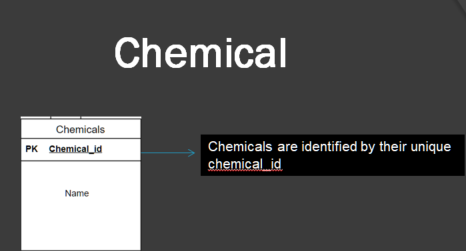 Chemical
Chemicals
PK Chemical_id
Name
Chemicals are identified by their unique
chemical_id